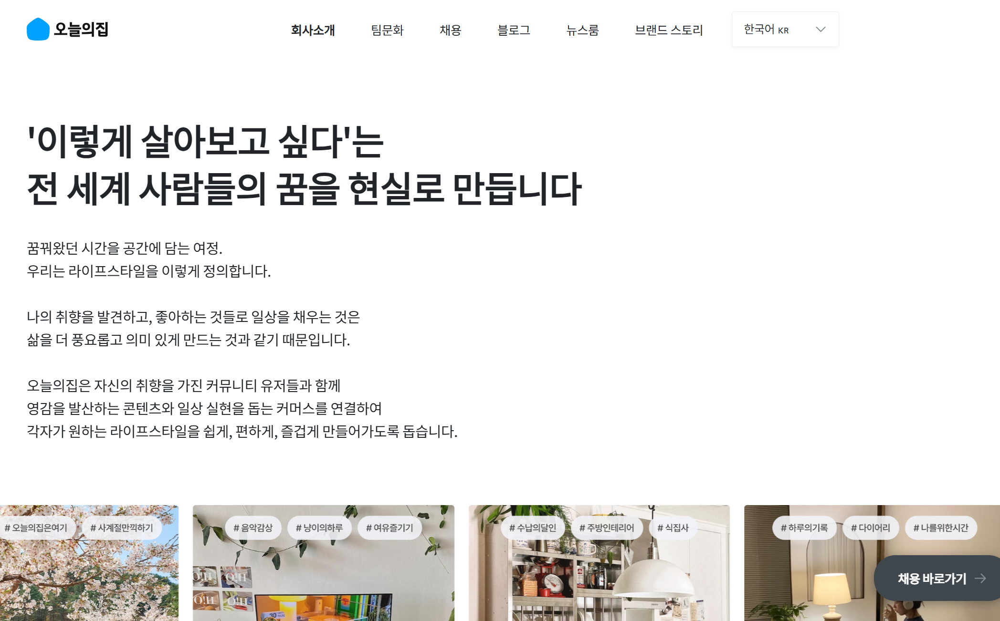 오늘의집
회사소개
팀문화
채용
블로그
뉴스룸
브랜드 스토리
한국어 KR
'이렇게 살아보고 싶다'는
전 세계 사람들의 꿈을 현실로 만듭니다
꿈꿔왔던 시간을 공간에 담는 여정.
우리는 라이프스타일을 이렇게 정의합니다.
나의 취향을 발견하고, 좋아하는 것들로 일상을 채우는 것은
삶을 더 풍요롭고 의미 있게 만드는 것과 같기 때문입니다.
오늘의집은 자신의 취향을 가진 커뮤니티 유저들과 함께
영감을 발산하는 콘텐츠와 일상 실현을 돕는 커머스를 연결하여
각자가 원하는 라이프스타일을 쉽게, 편하게, 즐겁게 만들어가도록 돕습니다.
# 오늘의집은여기
# 사계절만끽하기
# 음악감상
# 냥이의하루
# 여유즐기기
# 수납의달인
# 주방인테리어
# 식집사
# 하루의기록
# 다이어리
# 나를위한시간
채용 바로가기
30